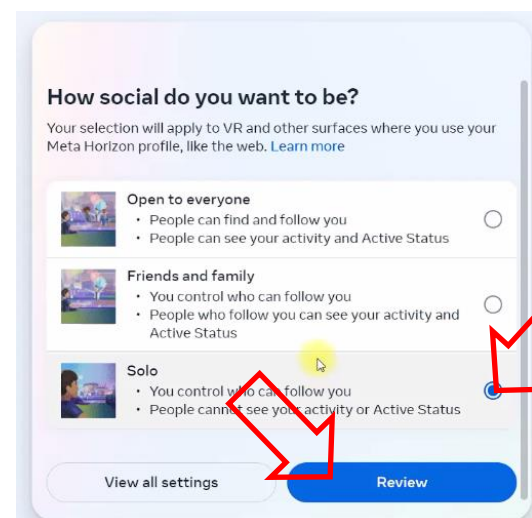 How social do you want to be?
Your selection will apply to VR and other surfaces where you use your
Meta Horizon profile, like the web. Learn more
Open to everyone
• People can find and follow you
• People can see your activity and Active Status
Friends and family
• You control who can follow you
• People who follow you can see your activity and
Active Status
Solo
• You control who can follow you
• People cannot see your activity or Active Status
View all settings
Review